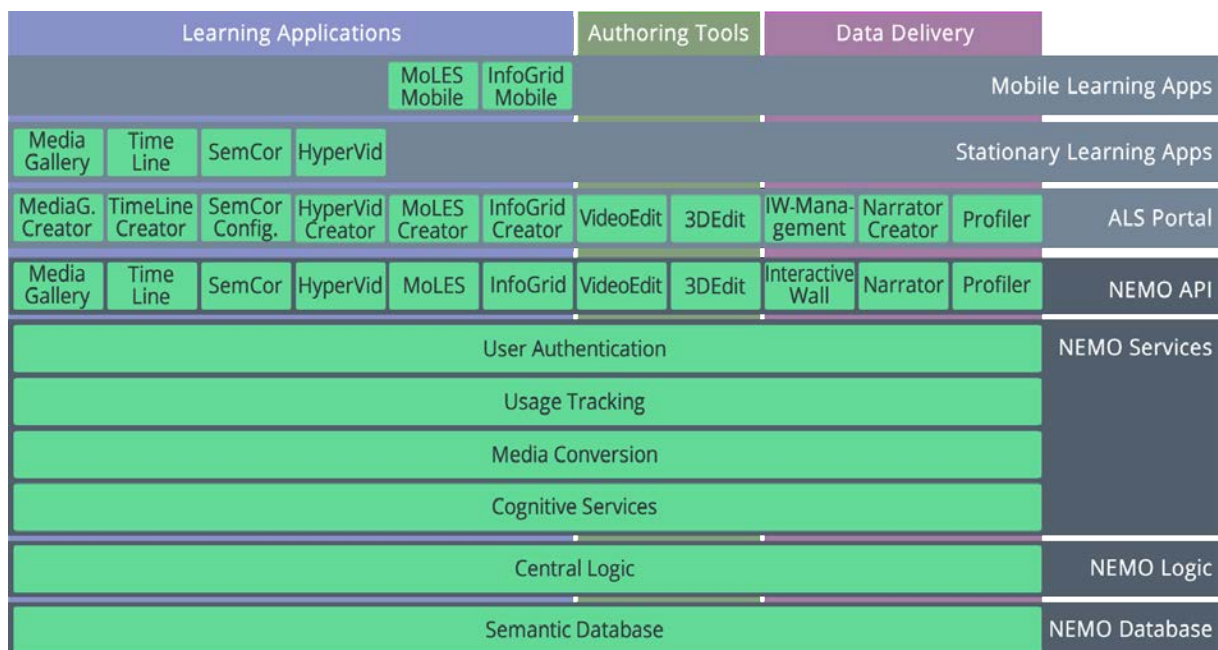 Learning Applications
Authoring Tools
Data Delivery
MoLES
Mobile
InfoGrid
Mobile
Mobile Learning Apps
Media
Gallery
Time
Line
SemCor
HyperVid
Stationary Learning Apps
MediaG.
Creator
TimeLine
Creator
SemCor
Config.
HyperVid
Creator
MoLES
Creator
InfoGrid
Creator
VideoEdit
3DEdit
IW-Mana-
gement
Narrator
Creator
Profiler
ALS Portal
Media
Gallery
Time
Line
SemCor
HyperVid
MoLES
InfoGrid
VideoEdit
3DEdit
Interactive
Wall
Narrator
Profiler
NEMO API
User Authentication
NEMO Services
Usage Tracking
Media Conversion
Cognitive Services
Central Logic
NEMO Logic
Semantic Database
NEMO Database